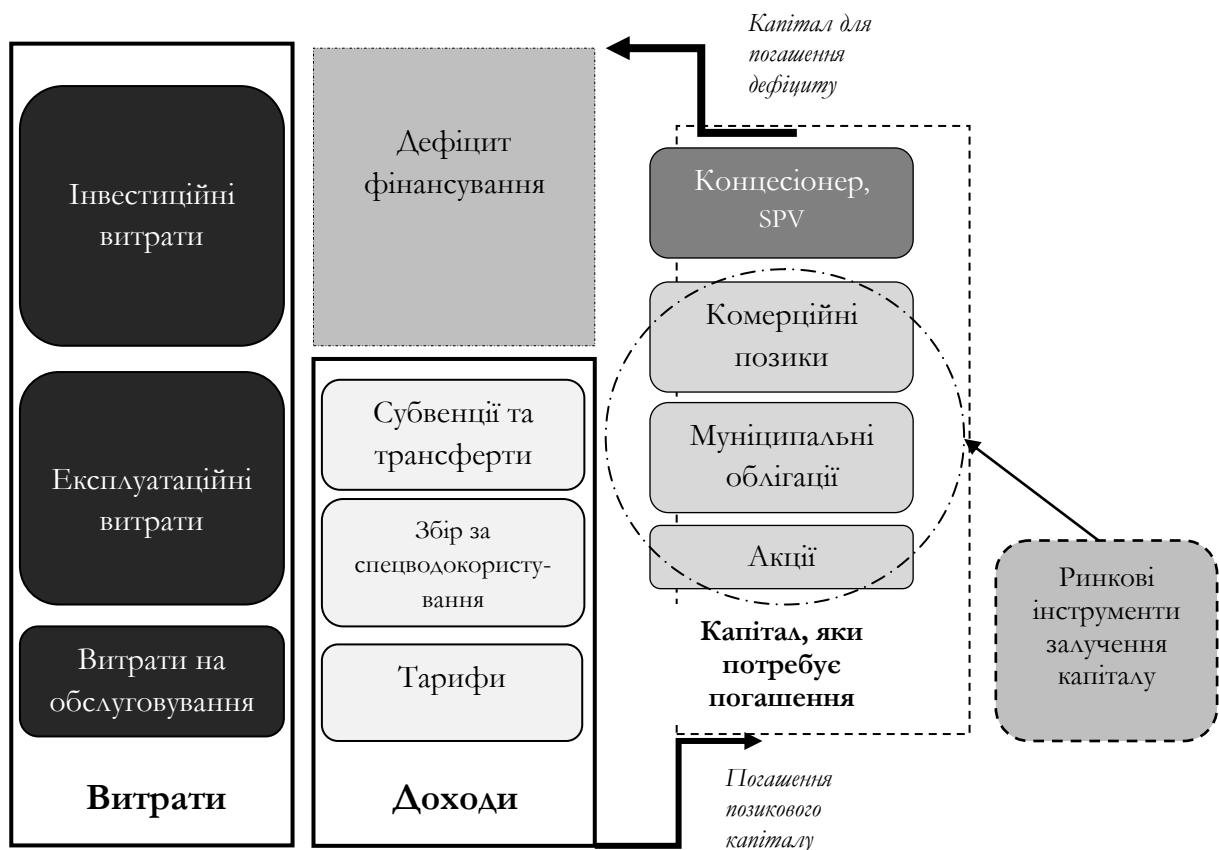 Інвестиційні
витрати
Експлуатаційні
витрати
Витрати на
обслуговування
Витрати
Дефіцит
фінансування
Субвенції та
трансферти
Збір за
спецводокористу-
вання
Тарифи
Доходи
Капітал для
погашення
дефіциту
Концесіонер,
SPV
Комерційні
позики
Муніципальні
облігації
Акції
Капітал, яки
потребує
погашення
Погашення
позикового
капіталу
Ринкові
інструменти
залучення
капіталу